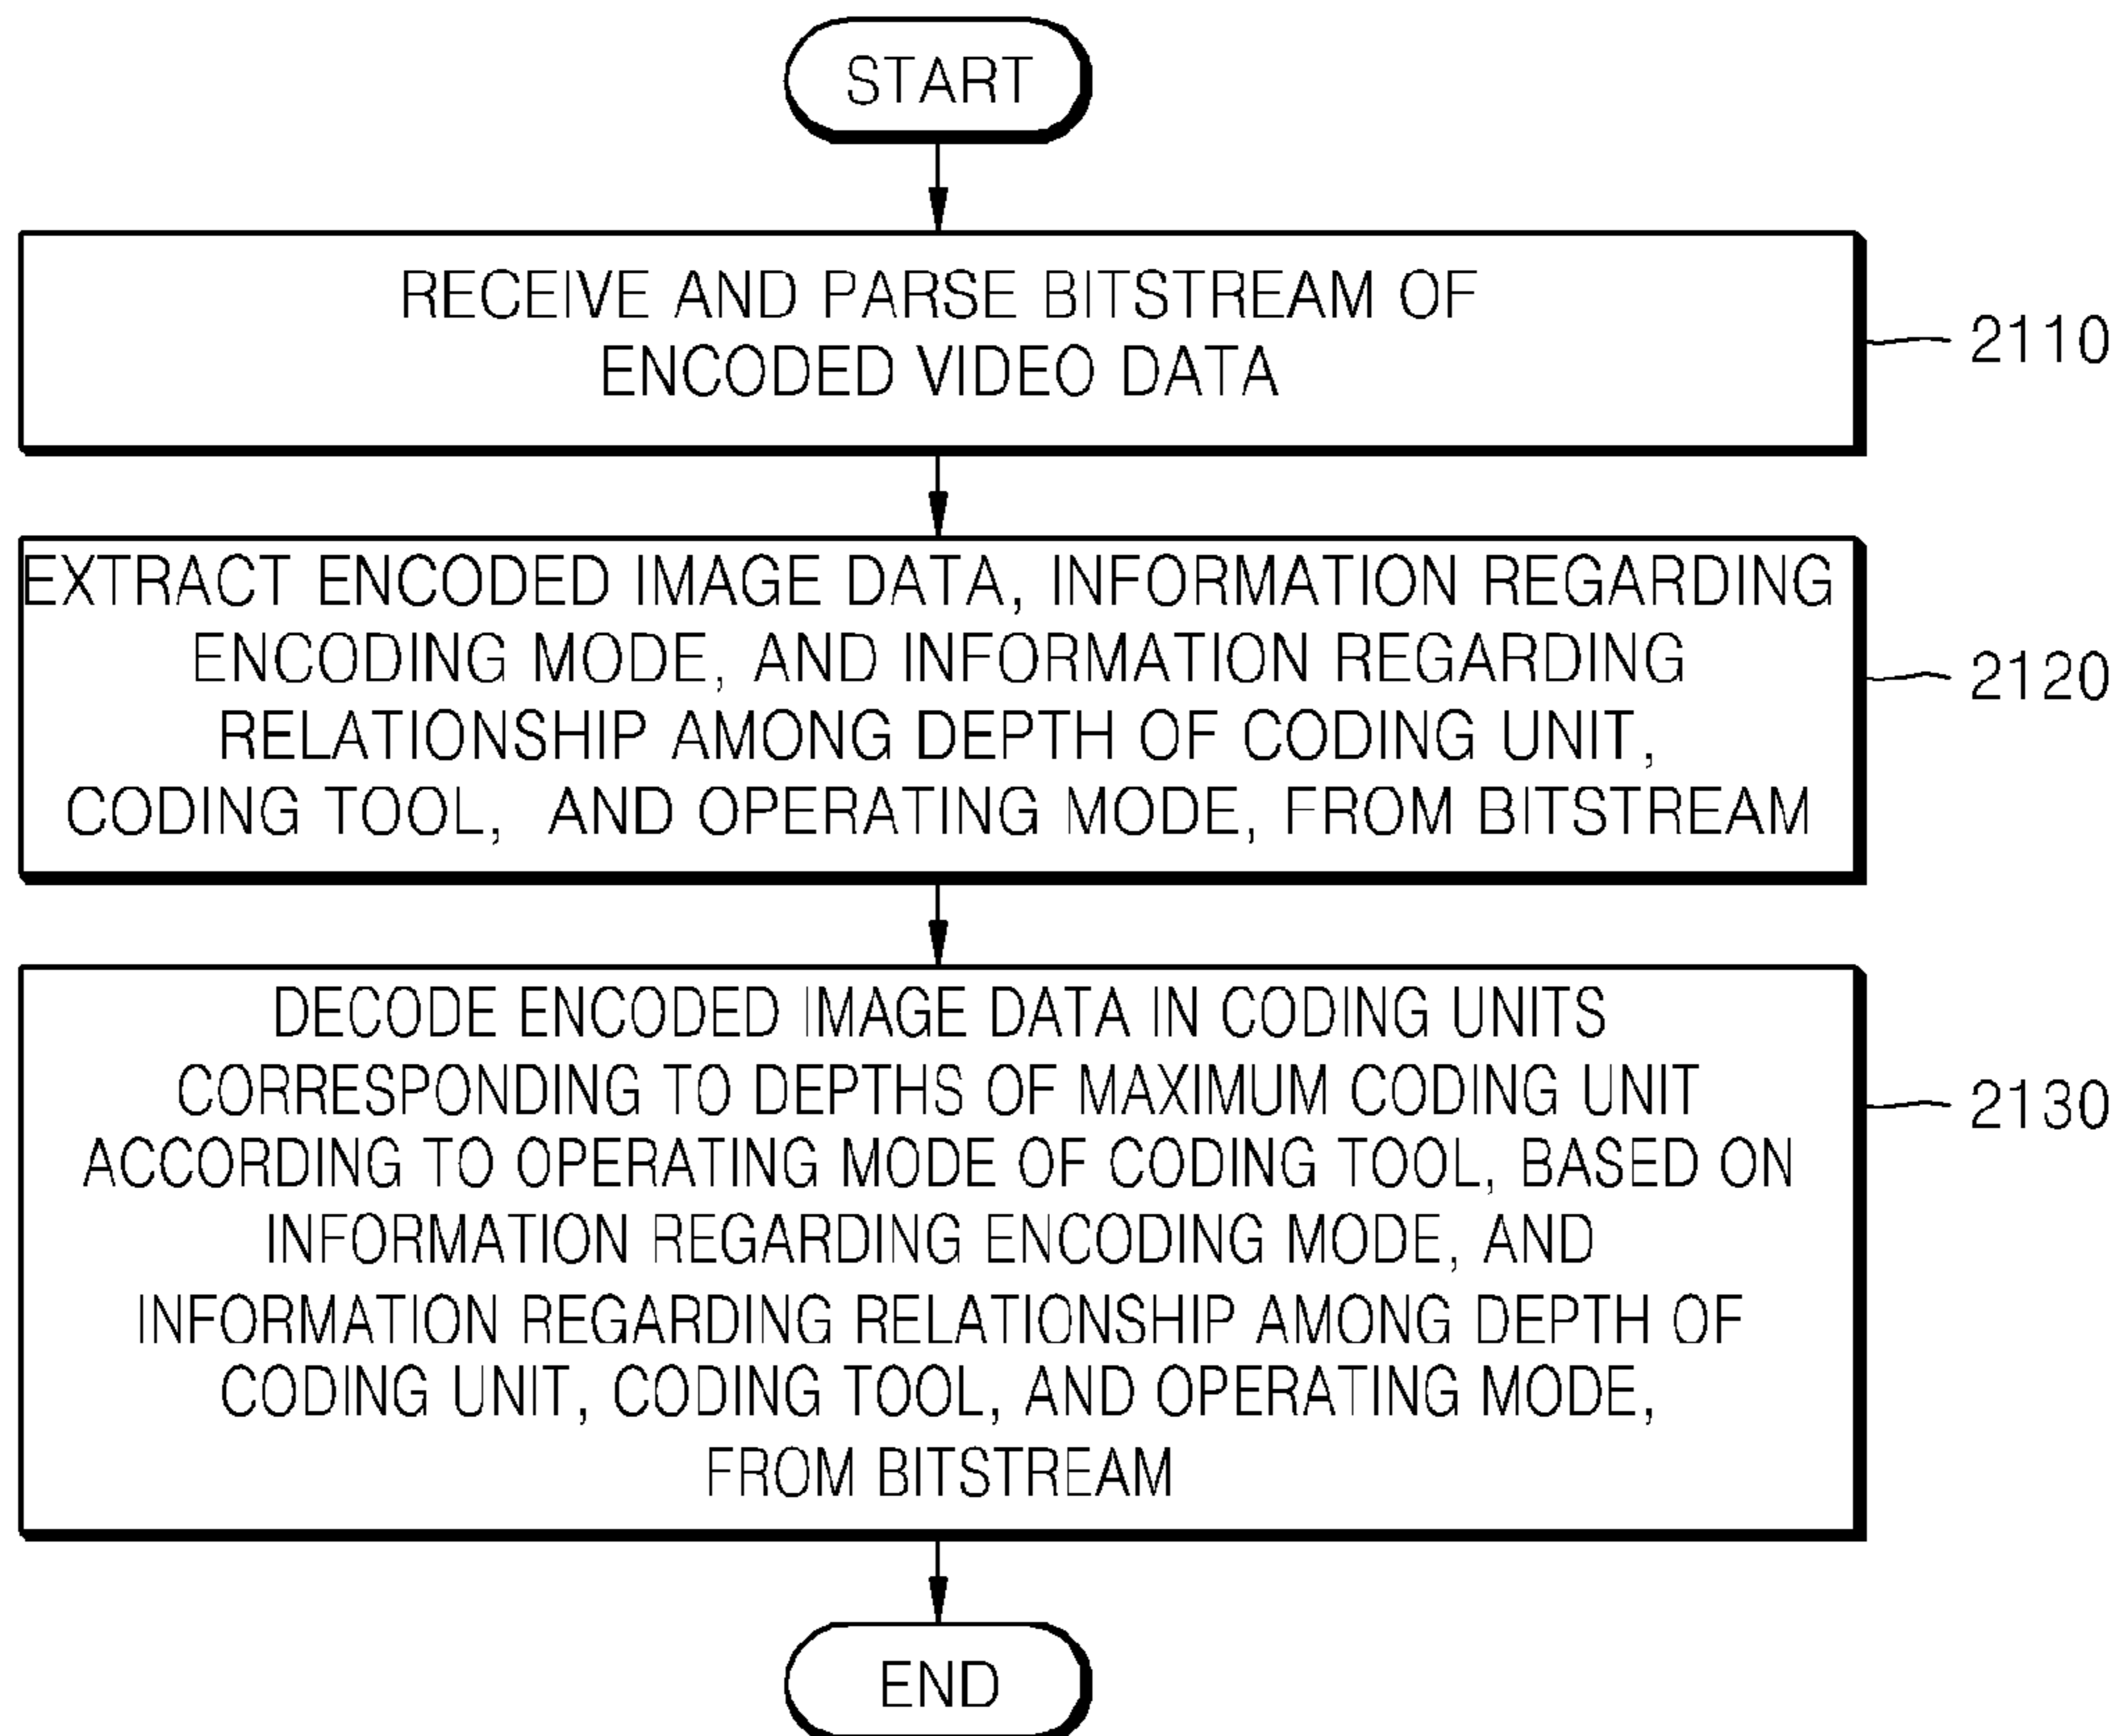 START
RECEIVE AND PARSE BITSTREAM OF
ENCODED VIDEO DATA
2110
EXTRACT ENCODED IMAGE DATA, INFORMATION REGARDING
ENCODING MODE, AND INFORMATION REGARDING
RELATIONSHIP AMONG DEPTH OF CODING UNIT,
CODING TOOL, AND OPERATING MODE, FROM BITSTREAM
2120
DECODE ENCODED IMAGE DATA IN CODING UNITS
CORRESPONDING TO DEPTHS OF MAXIMUM CODING UNIT
ACCORDING TO OPERATING MODE OF CODING TOOL, BASED ON
INFORMATION REGARDING ENCODING MODE, AND
INFORMATION REGARDING RELATIONSHIP AMONG DEPTH OF
CODING UNIT, CODING TOOL, AND OPERATING MODE,
FROM BITSTREAM
2130
END